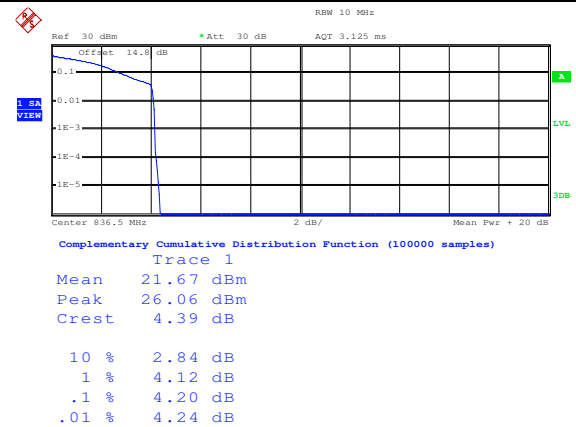 RBW 10 MHz
Ref 30 dBm *Att 30 dB AQT 3.125 ms
Offset 14.8 dB
0.1
A
0.01
1 SA
VIEW
1E-3
LVL
1E-4
1E-5
3DB
Center 836.5 MHz 2 dB/ Mean Pwr + 20 dB
Complementary Cumulative Distribution Function (100000 samples)
Trace 1
Mean 21.67 dBm
Peak 26.06 dBm
Crest 4.39 dB
10 % 2.84 dB
1 % 4.12 dB
.1 % 4.20 dB
.01 % 4.24 dB